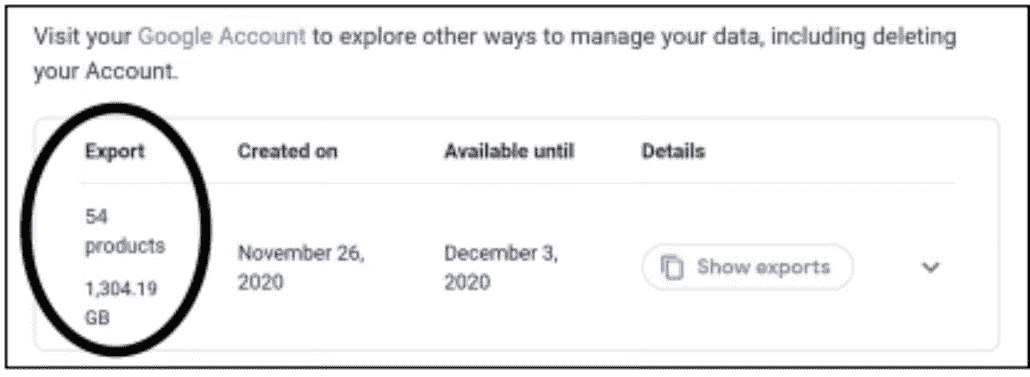 Visit your Google Account to explore other ways to manage your data, including deleting
your Account.
Export Created on Available until Details
54
products
1,304.19
GB
November 26,
2020
December 3,
2020
Show exports